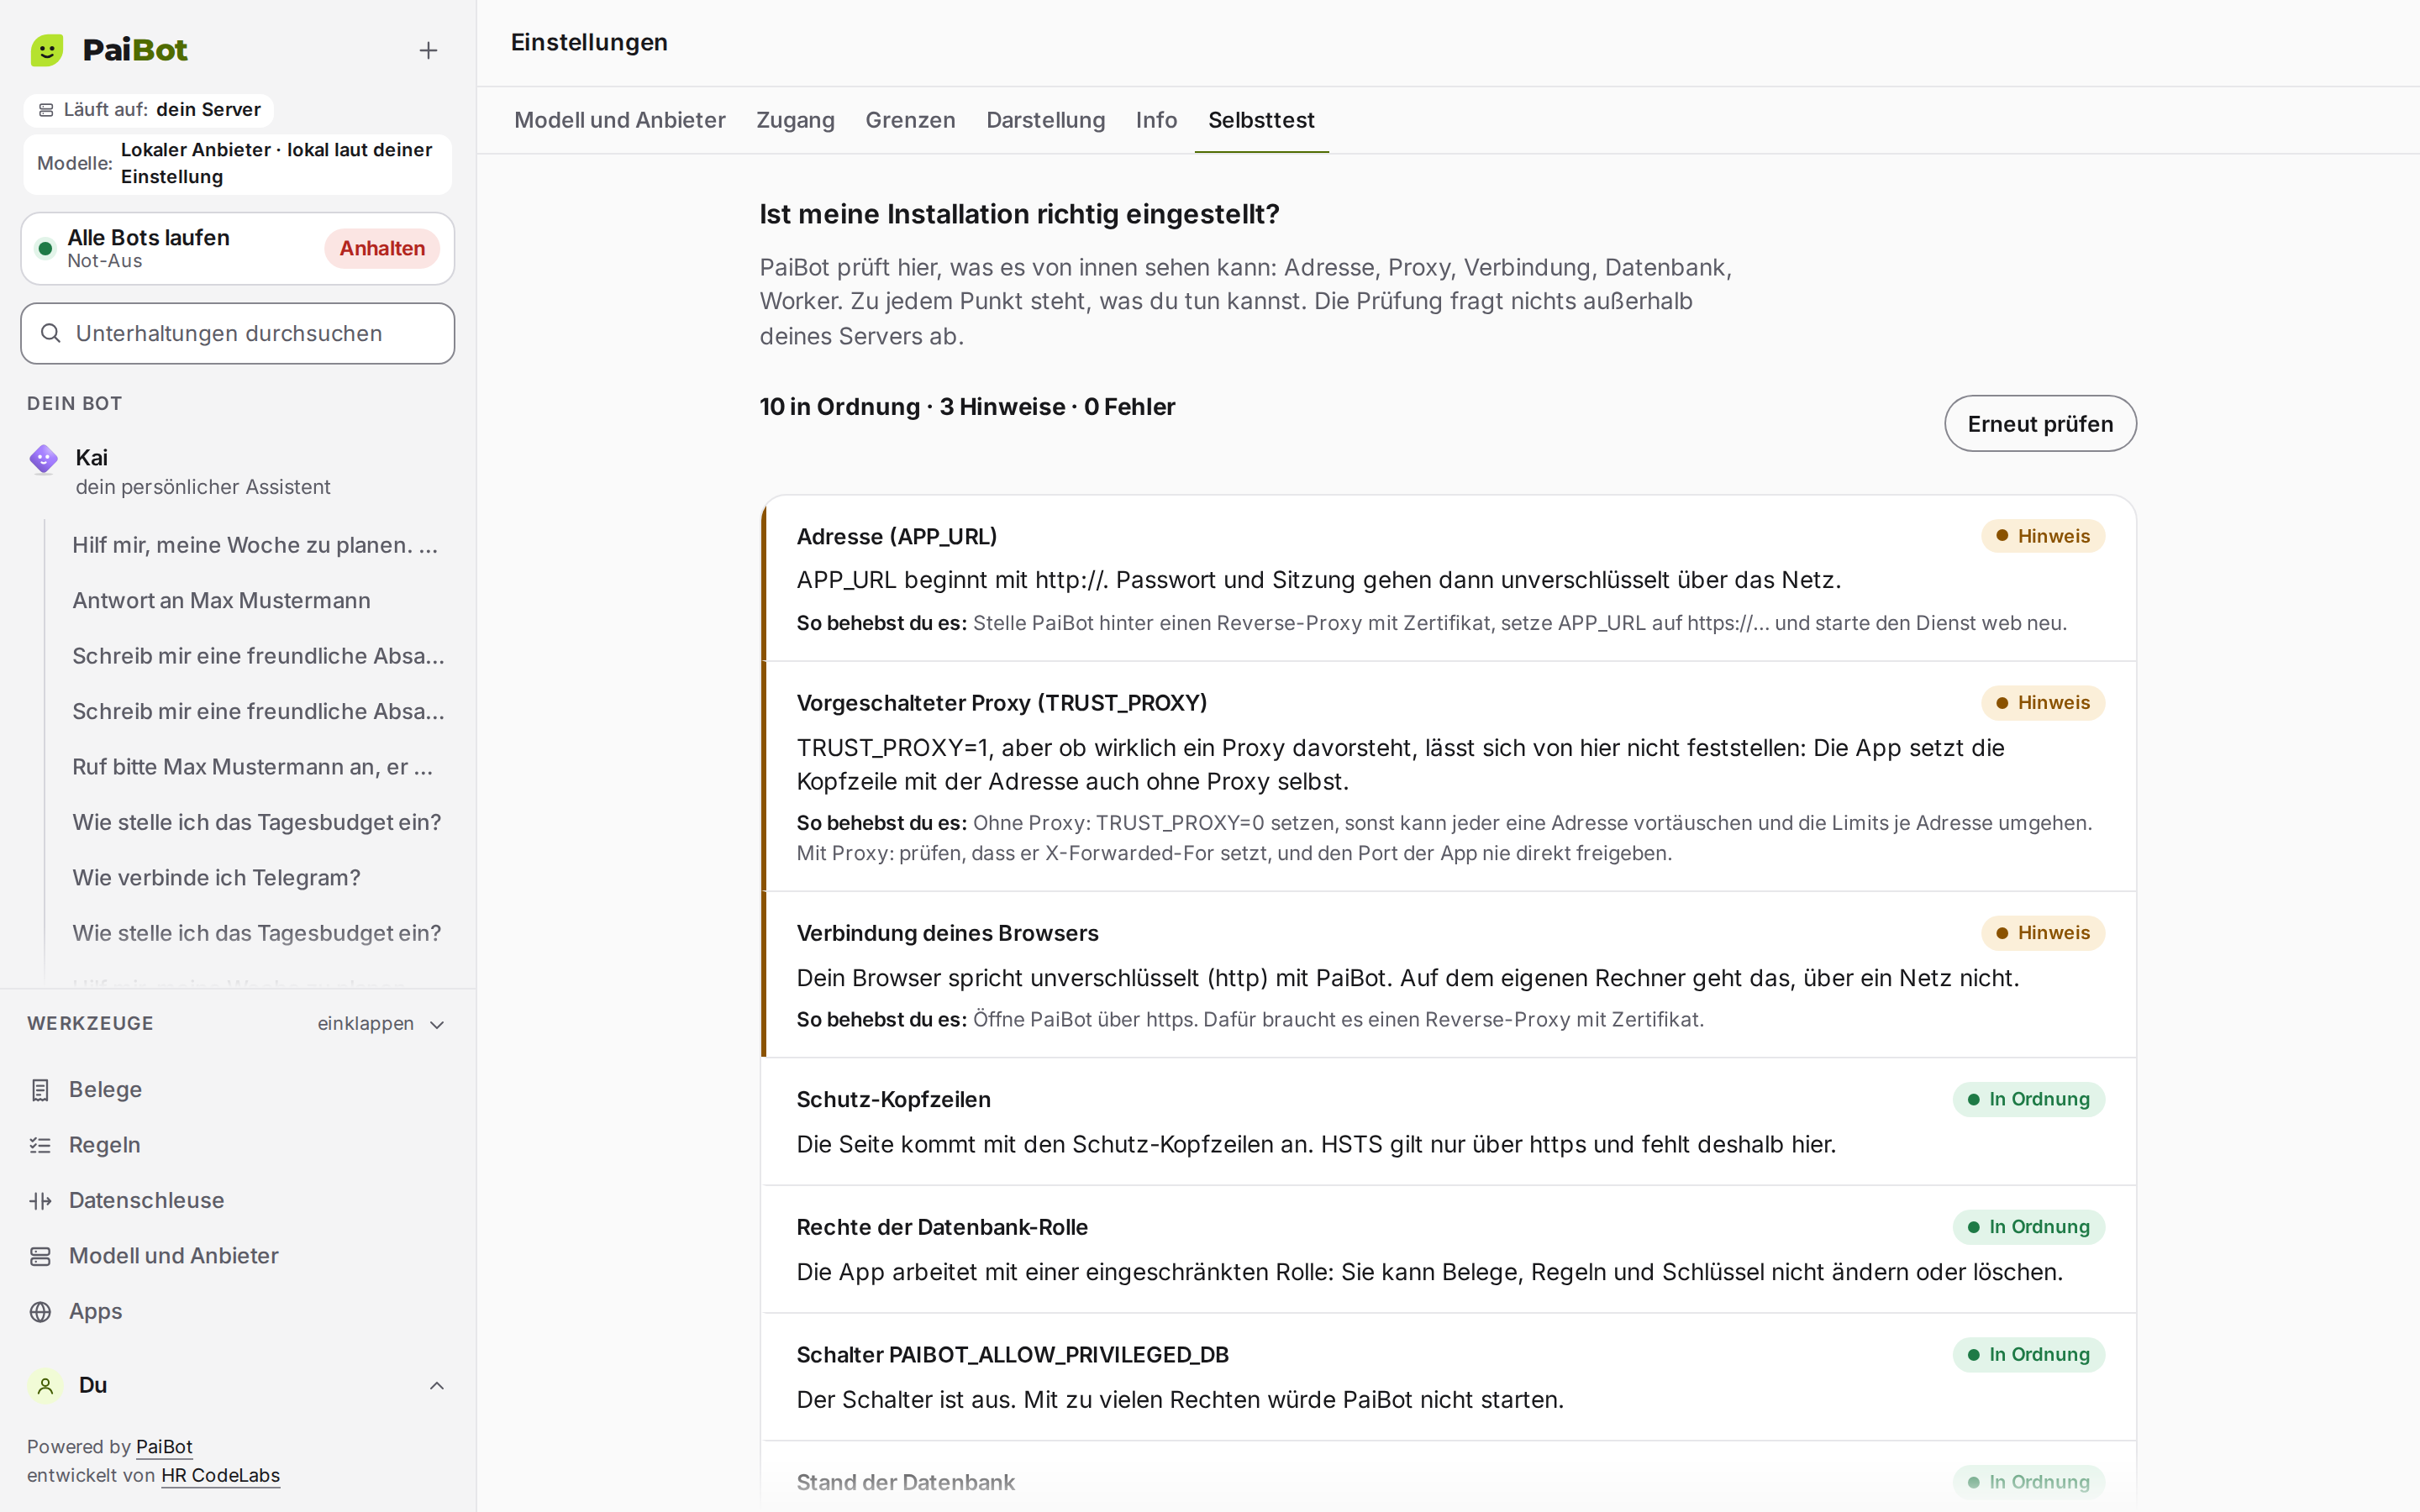 PaiBot
Läuft auf: dein Server
Modelle: Lokaler Anbieter · lokal laut deiner
Einstellung
Alle Bots laufen
Not-Aus
Anhalten
Unterhaltungen durchsuchen
DEIN BOT
Kai
dein persönlicher Assistent
Hilf mir, meine Woche zu planen. ...
Antwort an Max Mustermann
Schreib mir eine freundliche Absa...
Schreib mir eine freundliche Absa...
Ruf bitte Max Mustermann an, er ...
Wie stelle ich das Tagesbudget ein?
Wie verbinde ich Telegram?
Wie stelle ich das Tagesbudget ein?
WERKZEUGE
einklappen
Belege
Regeln
Datenschleuse
Modell und Anbieter
Apps
Du
Powered by PaiBot
entwickelt von HR CodeLabs
Einstellungen
Modell und Anbieter
Zugang
Grenzen
Darstellung
Info
Selbsttest
Ist meine Installation richtig eingestellt?
PaiBot prüft hier, was es von innen sehen kann: Adresse, Proxy, Verbindung, Datenbank,
Worker. Zu jedem Punkt steht, was du tun kannst. Die Prüfung fragt nichts außerhalb
deines Servers ab.
10 in Ordnung · 3 Hinweise · 0 Fehler
Erneut prüfen
Adresse (APP_URL)
Hinweis
APP_URL beginnt mit http://. Passwort und Sitzung gehen dann unverschlüsselt über das Netz.
So behebst du es: Stelle PaiBot hinter einen Reverse-Proxy mit Zertifikat, setze APP_URL auf https://... und starte den Dienst web neu.
Vorgeschalteter Proxy (TRUST_PROXY)
Hinweis
TRUST_PROXY=1, aber ob wirklich ein Proxy davorsteht, lässt sich von hier nicht feststellen: Die App setzt die
Kopfzeile mit der Adresse auch ohne Proxy selbst.
So behebst du es: Ohne Proxy: TRUST_PROXY=0 setzen, sonst kann jeder eine Adresse vortäuschen und die Limits je Adresse umgehen.
Mit Proxy: prüfen, dass er X-Forwarded-For setzt, und den Port der App nie direkt freigeben.
Verbindung deines Browsers
Hinweis
Dein Browser spricht unverschlüsselt (http) mit PaiBot. Auf dem eigenen Rechner geht das, über ein Netz nicht.
So behebst du es: Öffne PaiBot über https. Dafür braucht es einen Reverse-Proxy mit Zertifikat.
Schutz-Kopfzeilen
In Ordnung
Die Seite kommt mit den Schutz-Kopfzeilen an. HSTS gilt nur über https und fehlt deshalb hier.
Rechte der Datenbank-Rolle
In Ordnung
Die App arbeitet mit einer eingeschränkten Rolle: Sie kann Belege, Regeln und Schlüssel nicht ändern oder löschen.
Schalter PAIBOT_ALLOW_PRIVILEGED_DB
In Ordnung
Der Schalter ist aus. Mit zu vielen Rechten würde PaiBot nicht starten.
Stand der Datenbank
In Ordnung